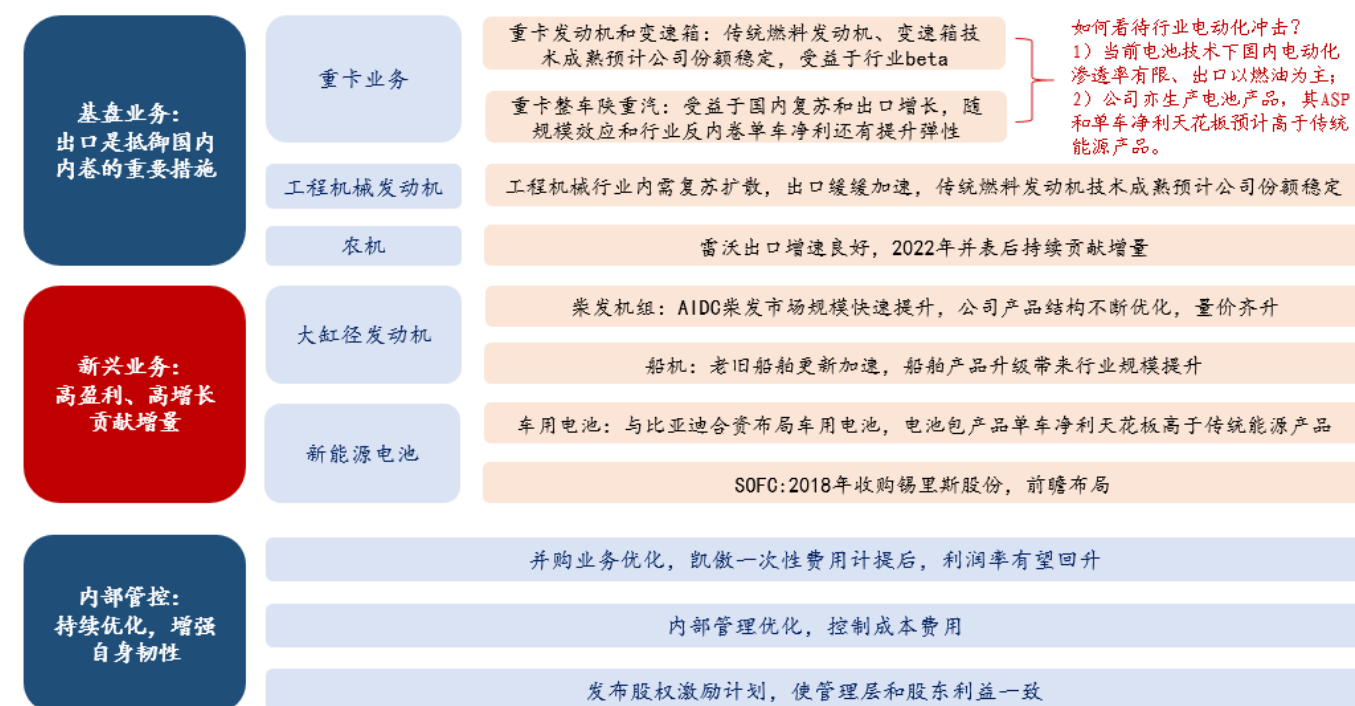 基盘业务:
出口是抵御国内
内卷的重要措施
重卡业务
重卡发动机和变速箱: 传统燃料发动机、变速箱技
术成熟预计公司份额稳定, 受益于行业beta
重卡整车陕重汽: 受益于国内复苏和出口增长, 随
规模效应和行业反内卷单车净利还有提升弹性
如何看待行业电动化冲击?
1) 当前电池技术下国内电动化
渗透率有限、出口以燃油为主;
2) 公司亦生产电池产品, 其ASP
和单车净利天花板预计高于传统
能源产品。
工程机械发动机
工程机械行业内需复苏扩散, 出口缓缓加速, 传统燃料发动机技术成熟预计公司份额稳定
农机
雷沃出口增速良好, 2022年并表后持续贡献增量
新兴业务:
高盈利、高增长
贡献增量
大缸径发动机
柴发机组: AIDC柴发市场规模快速提升, 公司产品结构不断优化, 量价齐升
船机: 老旧船舶更新加速, 船舶产品升级带来行业规模提升
新能源电池
车用电池: 与比亚迪合资布局车用电池, 电池包产品单车净利天花板高于传统能源产品
SOFC:2018年收购锡里斯股份, 前瞻布局
内部管控:
持续优化, 增强
自身韧性
并购业务优化, 凯傲一次性费用计提后, 利润率有望回升
内部管理优化, 控制成本费用
发布股权激励计划, 使管理层和股东利益一致